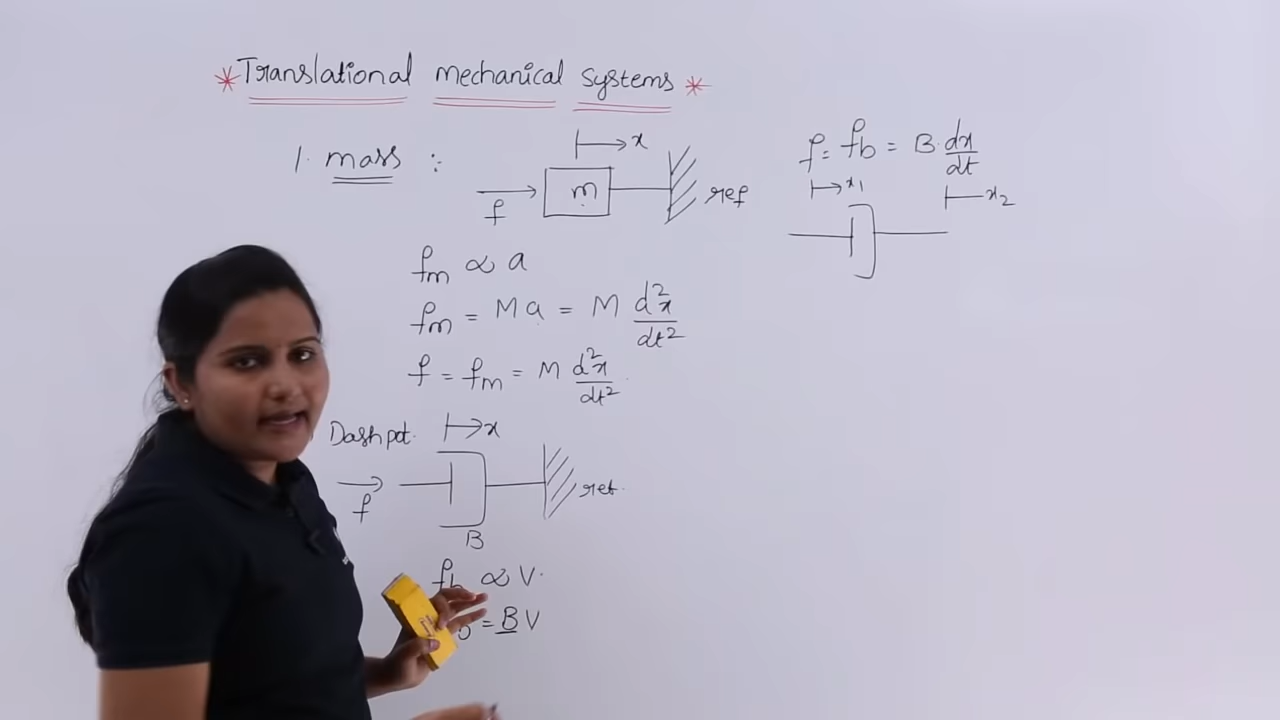 * Translational mechanical systems *
1. mass :
x
f
m
ref
fm ∝ a
fm = Ma = M d²x/dt²
f = fm = M d²x/dt²
Dashpot
x
f
B
ref.
fb ∝ V.
b = BV
f = fb = B. dx/dt
x1
x2